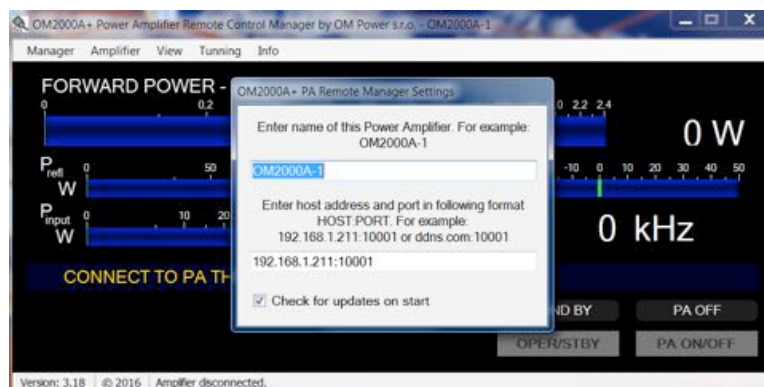 OM2000A+ Power Amplifier Remote Control Manager by OM Power s.r.o. - OM2000A-1
Manager Amplifier View Tunning Info
FORWARD POWER -
OM2000A+ PA Remote Manager Settings
0 0.2 0 2.2 2.4
0 W
Enter name of this Power Amplifier. For example:
OM2000A-1
OM2000A-1
Prefl
W
0 50 -10 0 10 20 30 40 50
Enter host address and port in following format
HOST:PORT. For example:
192.168.1.211:10001 or ddns.com:10001
Pinput
W
0 10 20
0 kHz
192.168.1.211:10001
CONNECT TO PA TH
Check for updates on start
ND BY PA OFF
OPER/STBY PA ON/OFF
Version: 3.18 © 2016 Amplifier disconnected.